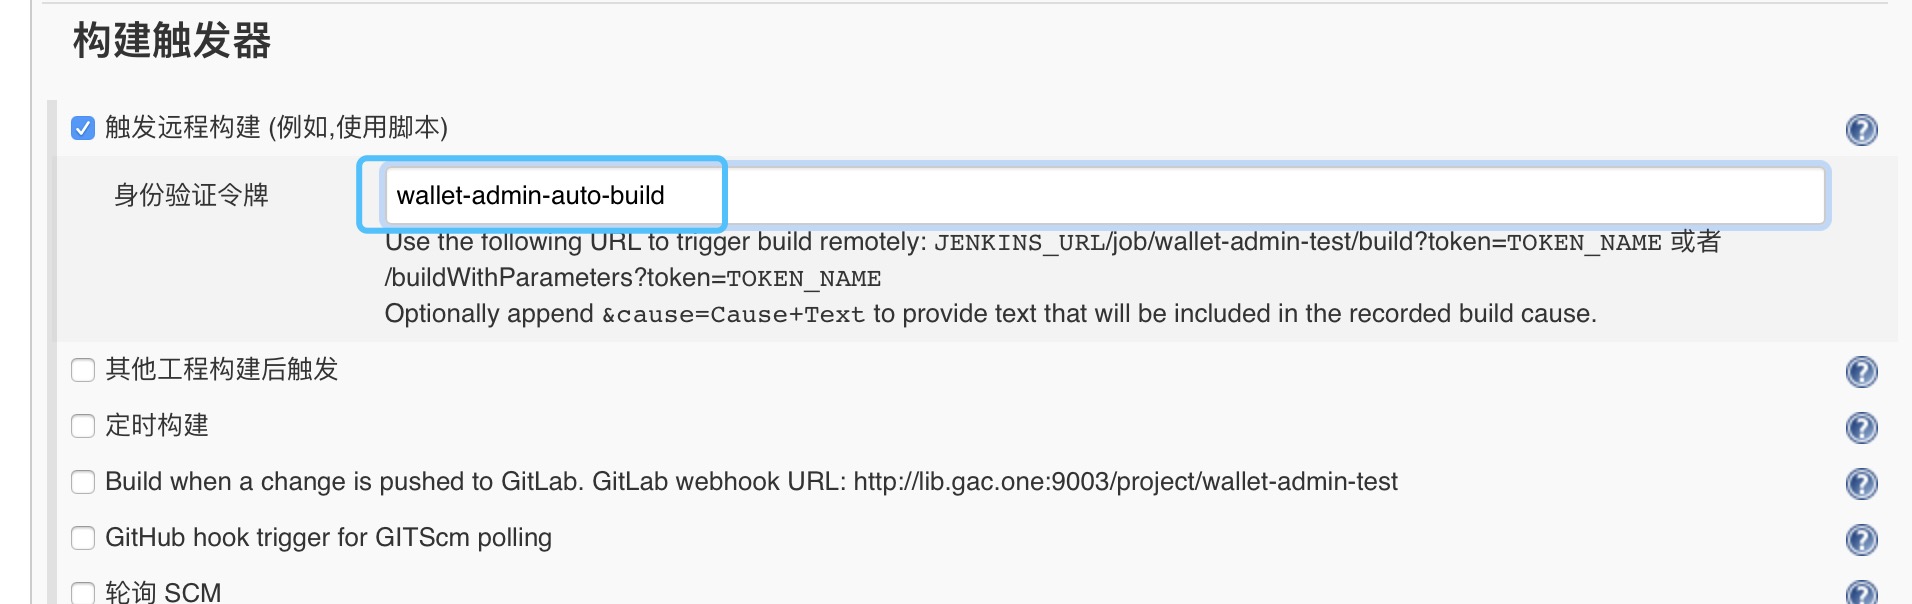 构建触发器
触发远程构建 (例如,使用脚本)
身份验证令牌
wallet-admin-auto-build
Use the following URL to trigger build remotely: JENKINS_URL/job/wallet-admin-test/build?token=TOKEN_NAME 或者
/buildWithParameters?token=TOKEN_NAME
Optionally append &cause=Cause+Text to provide text that will be included in the recorded build cause.
其他工程构建后触发
定时构建
Build when a change is pushed to GitLab. GitLab webhook URL: http://lib.gac.one:9003/project/wallet-admin-test
GitHub hook trigger for GITScm polling
轮询 SCM